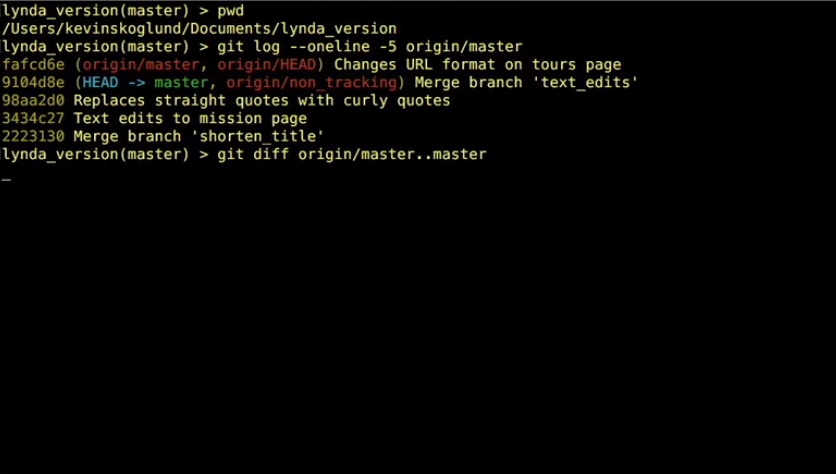 lynda_version(master) > pwd
/Users/kevinskoglund/Documents/lynda_version
lynda_version(master) > git log --oneline -5 origin/master
fafcd6e (origin/master, origin/HEAD) Changes URL format on tours page
9104d8e (HEAD -> master, origin/non_tracking) Merge branch 'text_edits'
98aa2d0 Replaces straight quotes with curly quotes
3434c27 Text edits to mission page
2223130 Merge branch 'shorten_title'
lynda_version(master) > git diff origin/master..master